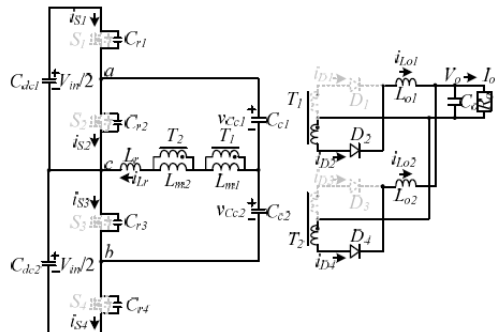 iS1
S1
Cr1
Cdc1
Vin/2
a
S2
Cr2
iS2
vCc1
Cc1
T2
T1
Lr
c
iLr
Lm2
Lm1
iS3
S3
Cr3
vCc2
Cc2
Cdc2
Vin/2
b
S4
Cr4
iS4
iD1
D1
iLo1
Lo1
Vo
Io
T1
iD2
D2
iLo2
Lo2
iD3
D3
T2
iD4
D4